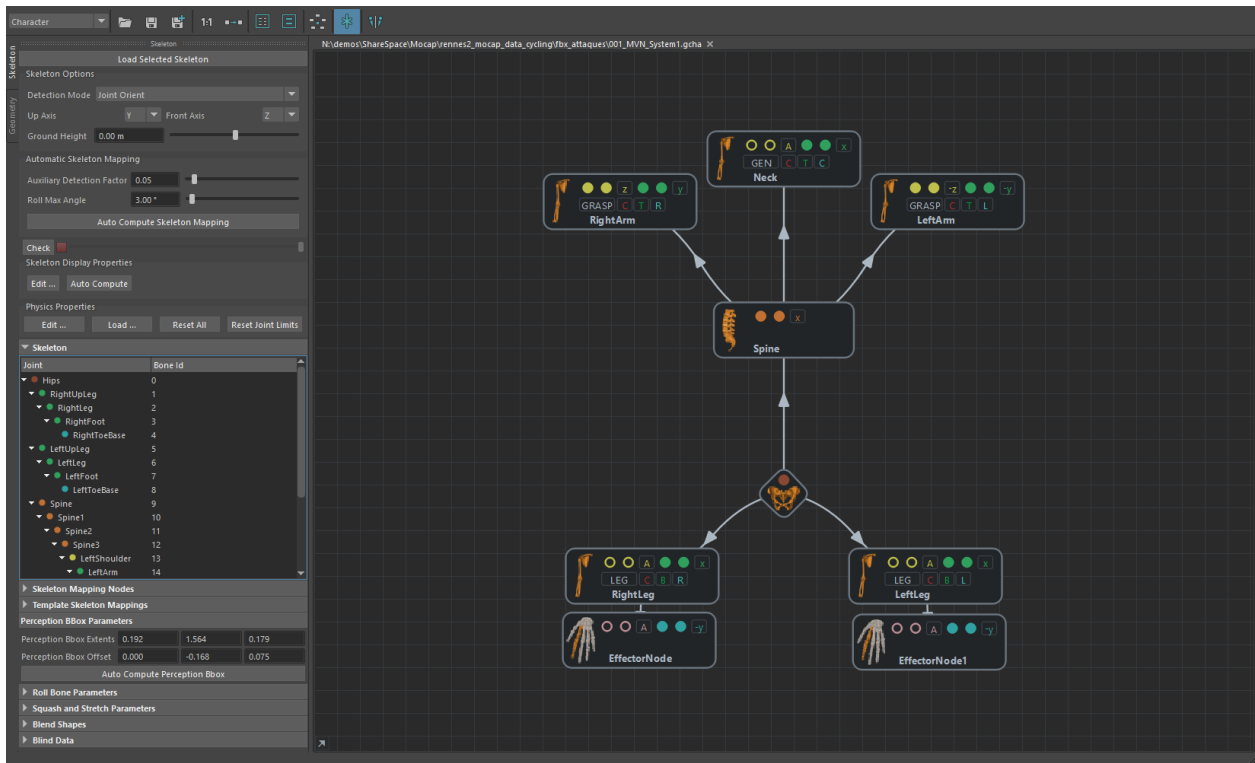 Character
1:1
Skeleton
N:\demos\ShareSpace\Mocap\rennes2_mocap_data_cycling\fbx_attaques\001_MVN_System1.gcha ×
Skeleton
Geometry
Load Selected Skeleton
Skeleton Options
Detection Mode Joint Orient
Up Axis Y Front Axis Z
Ground Height 0.00 m
Automatic Skeleton Mapping
Auxiliary Detection Factor 0.05
Roll Max Angle 3.00 °
Auto Compute Skeleton Mapping
Check
Skeleton Display Properties
Edit ... Auto Compute
Physics Properties
Edit ... Load ... Reset All Reset Joint Limits
Skeleton
Joint Bone Id
Hips 0
RightUpLeg 1
RightLeg 2
RightFoot 3
RightToeBase 4
LeftUpLeg 5
LeftLeg 6
LeftFoot 7
LeftToeBase 8
Spine 9
Spine1 10
Spine2 11
Spine3 12
LeftShoulder 13
LeftArm 14
Skeleton Mapping Nodes
Template Skeleton Mappings
Perception BBox Parameters
Perception Bbox Extents 0.192 1.564 0.179
Perception Bbox Offset 0.000 -0.168 0.075
Auto Compute Perception Bbox
Roll Bone Parameters
Squash and Stretch Parameters
Blend Shapes
Blind Data
A x
GEN C T C
Neck
z y
GRASP C T R
RightArm
-z -y
GRASP C T L
LeftArm
x
Spine
A x
LEG C B R
RightLeg
A x
LEG C B L
LeftLeg
A -y
EffectorNode
A -y
EffectorNode1